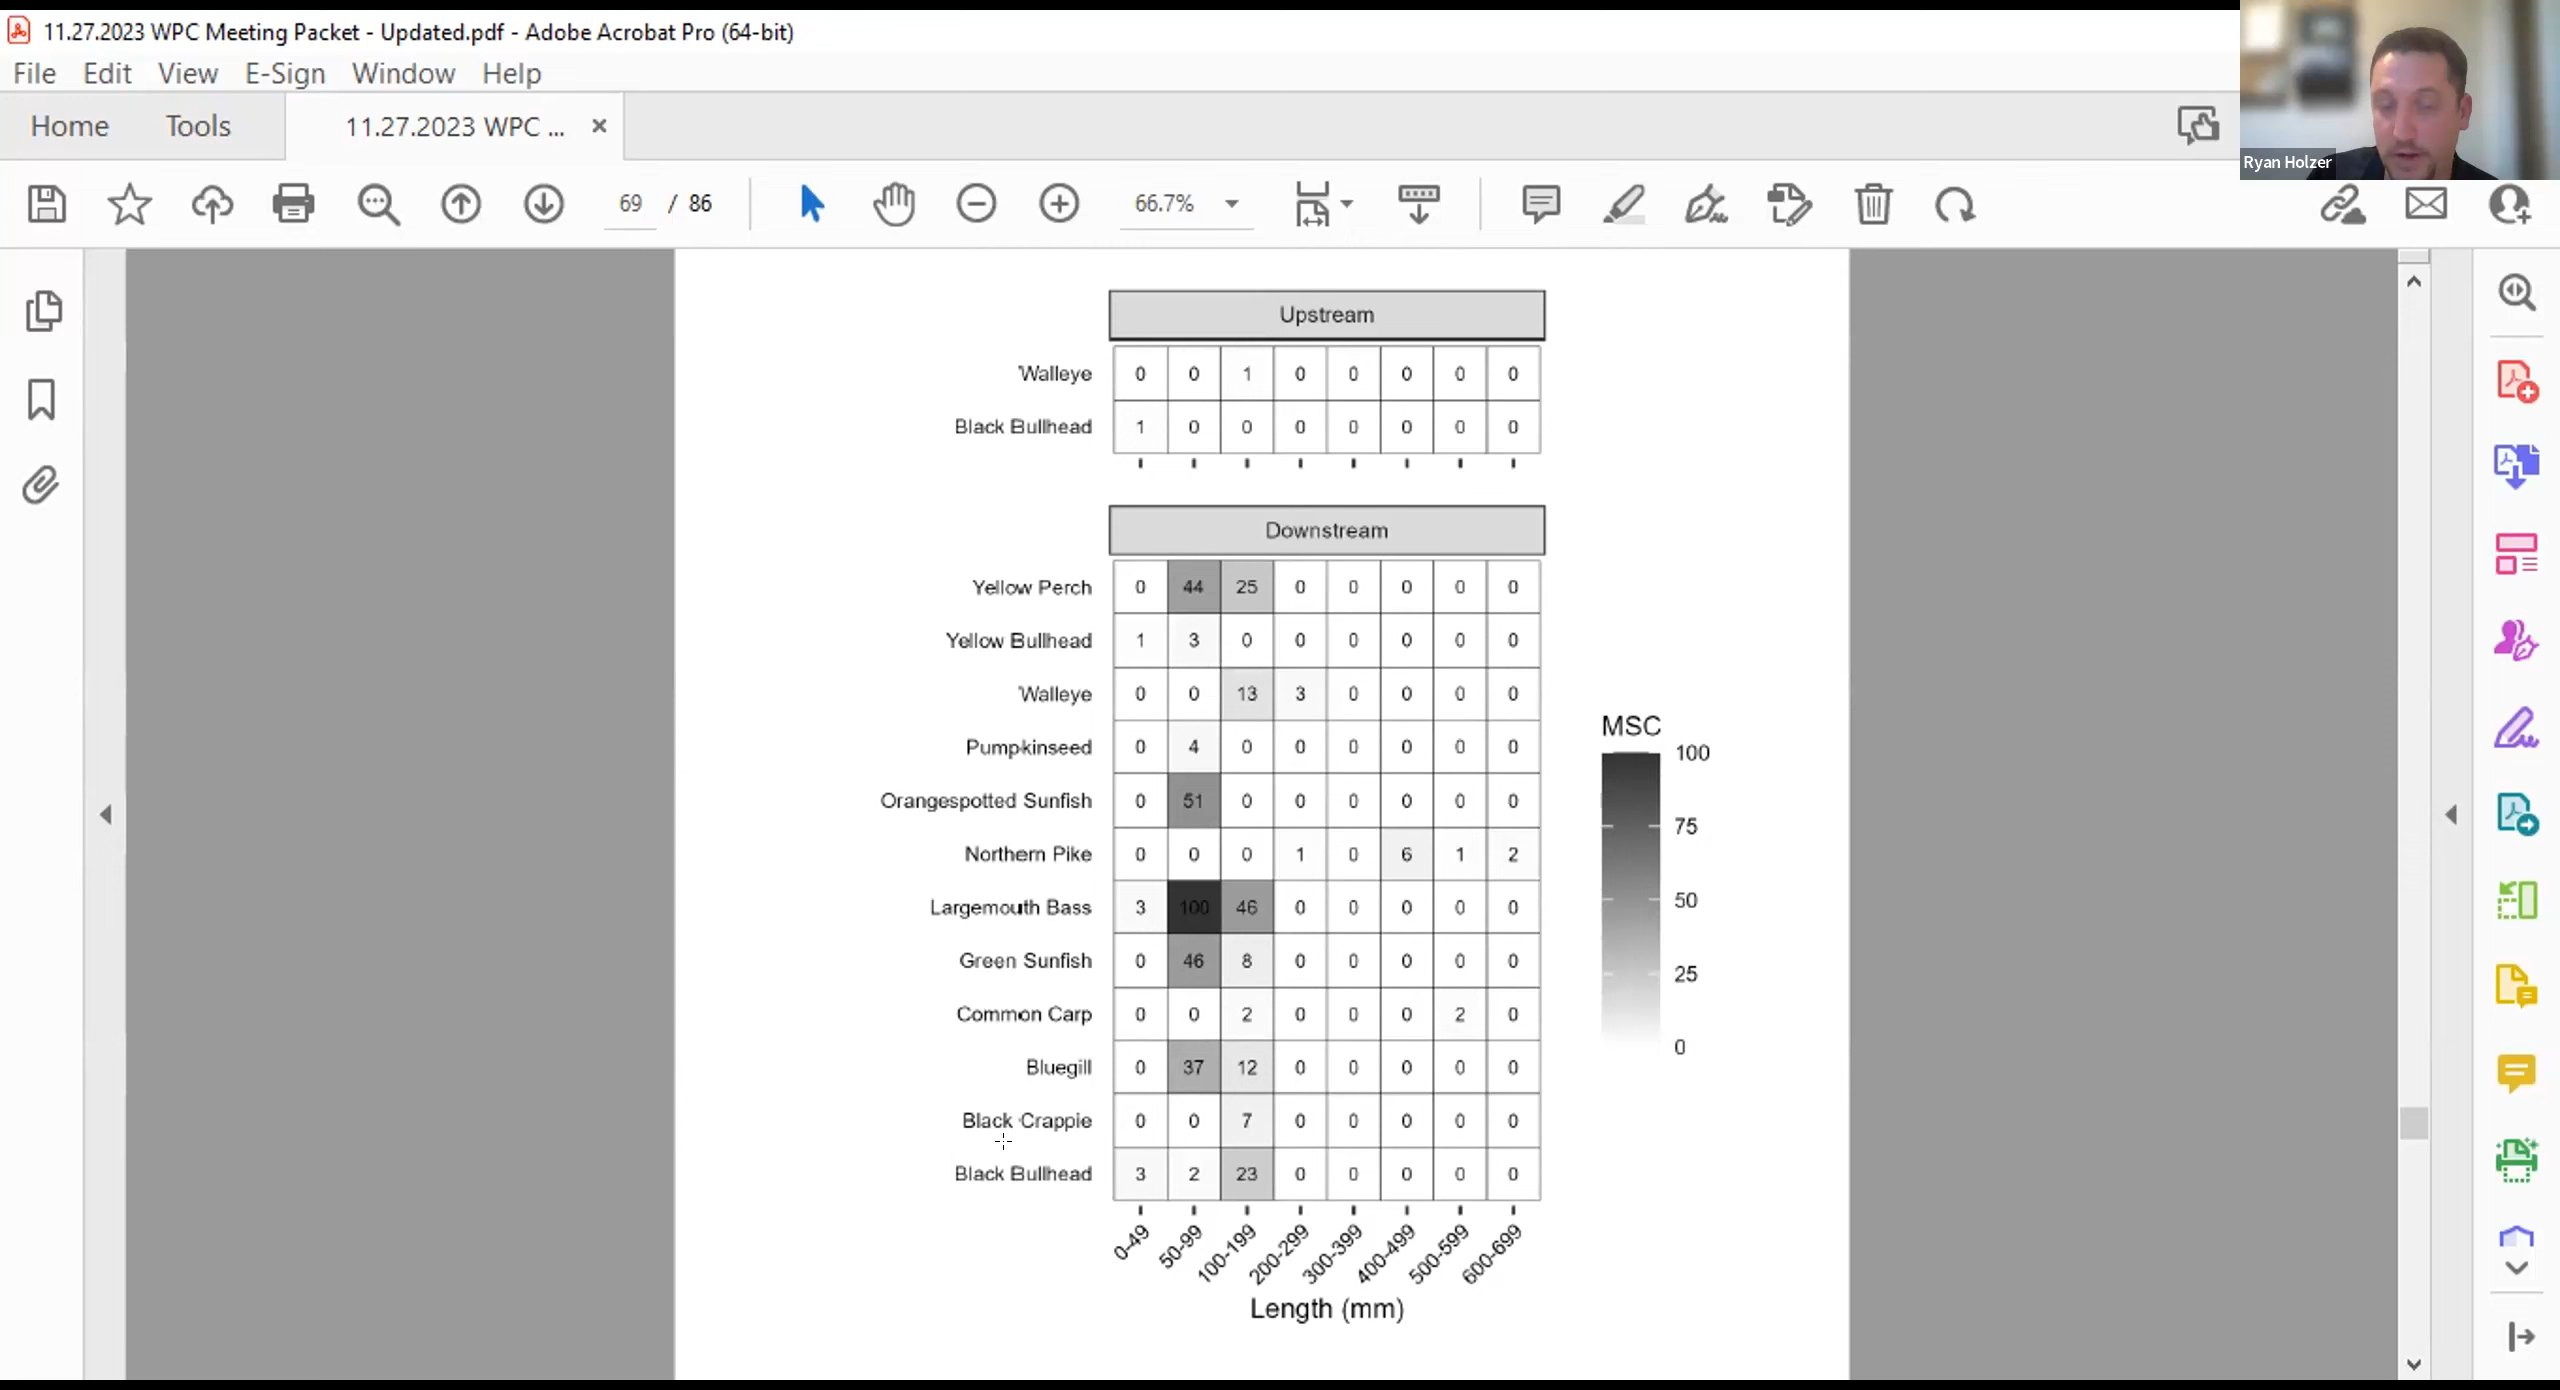 11.27.2023 WPC Meeting Packet - Updated.pdf - Adobe Acrobat Pro (64-bit)
File Edit View E-Sign Window Help
Home Tools 11.27.2023 WPC ... ×
Ryan Holzer
69 / 86 66.7%
Upstream
Walleye 0 0 1 0 0 0 0 0
Black Bullhead 1 0 0 0 0 0 0 0
Downstream
Yellow Perch 0 44 25 0 0 0 0 0
Yellow Bullhead 1 3 0 0 0 0 0 0
Walleye 0 0 13 3 0 0 0 0
Pumpkinseed 0 4 0 0 0 0 0 0
Orangespotted Sunfish 0 51 0 0 0 0 0 0
Northern Pike 0 0 0 1 0 6 1 2
Largemouth Bass 3 100 46 0 0 0 0 0
Green Sunfish 0 46 8 0 0 0 0 0
Common Carp 0 0 2 0 0 0 2 0
Bluegill 0 37 12 0 0 0 0 0
Black Crappie 0 0 7 0 0 0 0 0
Black Bullhead 3 2 23 0 0 0 0 0
0-49 50-99 100-199 200-299 300-399 400-499 500-599 600-699
Length (mm)
MSC
100
75
50
25
0